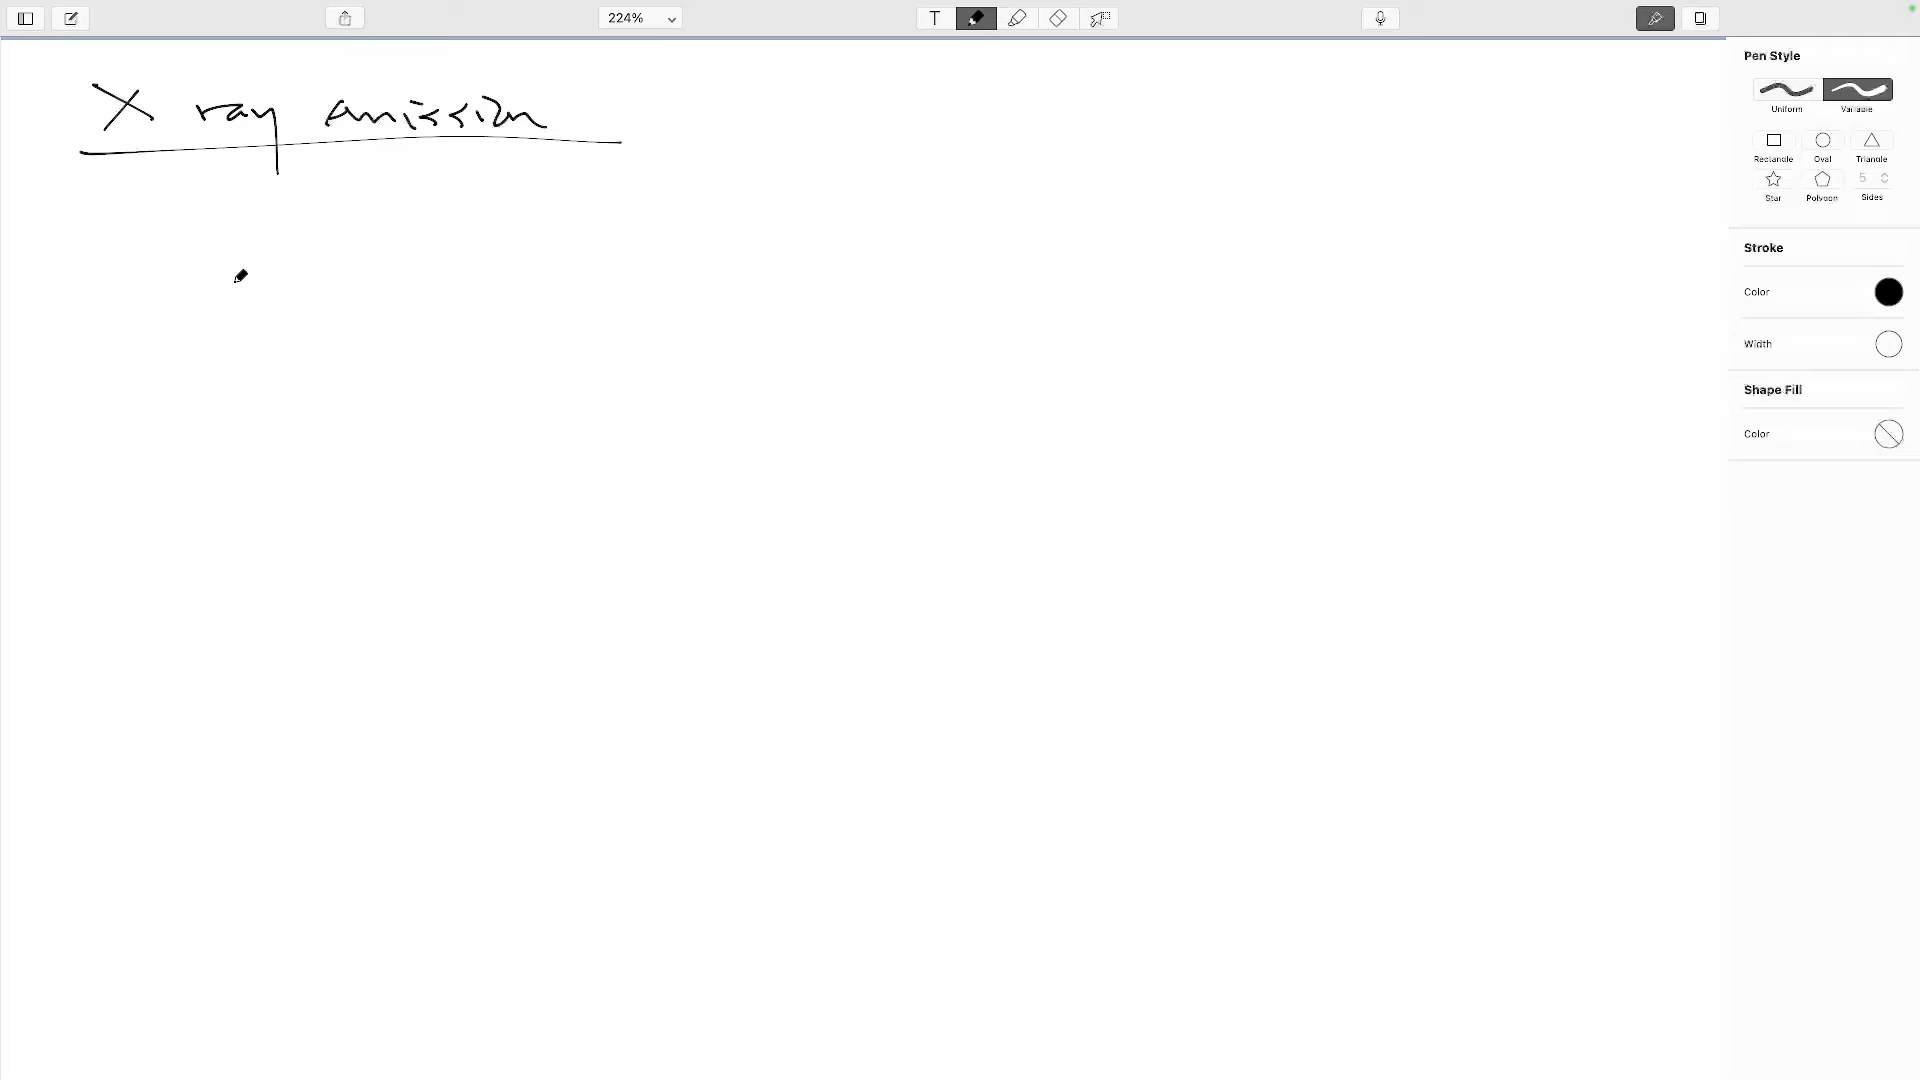 224%
T
Pen Style
X ray emission
Uniform
Variable
Rectangle
Oval
Triangle
5
Star
Polygon
Sides
Stroke
Color
Width
Shape Fill
Color